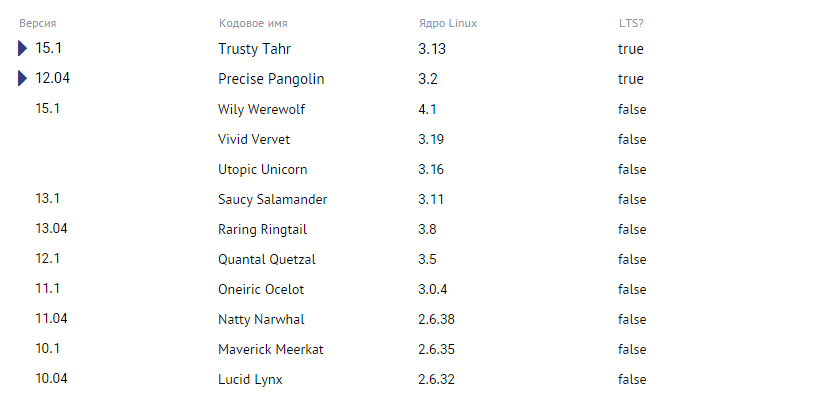 Версия Кодовое имя Ядро Linux LTS?
15.1 Trusty Tahr 3.13 true
12.04 Precise Pangolin 3.2 true
15.1 Wily Werewolf 4.1 false
Vivid Vervet 3.19 false
Utopic Unicorn 3.16 false
13.1 Saucy Salamander 3.11 false
13.04 Raring Ringtail 3.8 false
12.1 Quantal Quetzal 3.5 false
11.1 Oneiric Ocelot 3.0.4 false
11.04 Natty Narwhal 2.6.38 false
10.1 Maverick Meerkat 2.6.35 false
10.04 Lucid Lynx 2.6.32 false